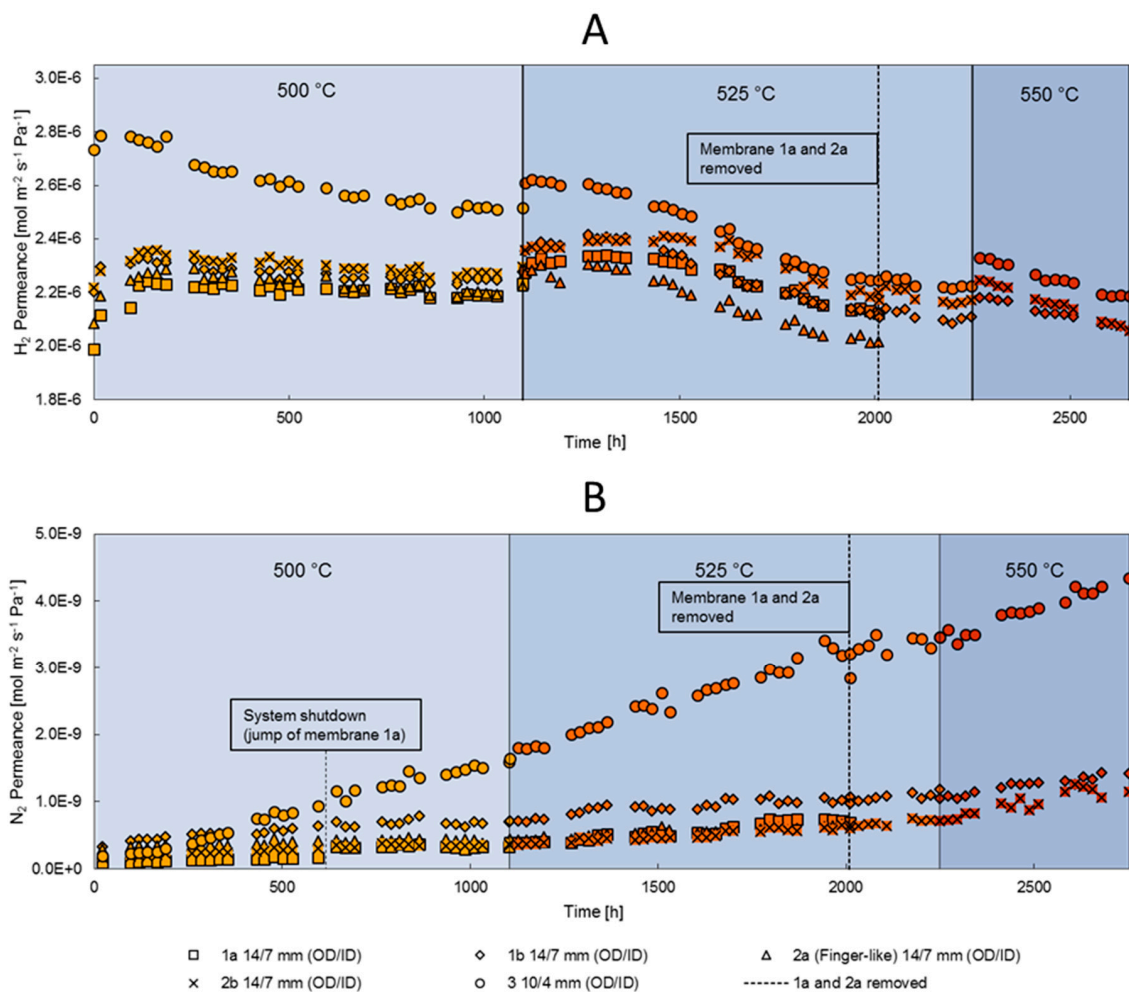 A
H₂ Permeance [mol m⁻² s⁻¹ Pa⁻¹]
3.0E-6
2.8E-6
2.6E-6
2.4E-6
2.2E-6
2.0E-6
1.8E-6
500 °C
525 °C
550 °C
Membrane 1a and 2a
removed
0
500
1000
1500
2000
2500
Time [h]
B
N₂ Permeance [mol m⁻² s⁻¹ Pa⁻¹]
5.0E-9
4.0E-9
3.0E-9
2.0E-9
1.0E-9
0.0E+0
500 °C
525 °C
550 °C
Membrane 1a and 2a
removed
System shutdown
(jump of membrane 1a)
0
500
1000
1500
2000
2500
Time [h]
1a 14/7 mm (OD/ID)
1b 14/7 mm (OD/ID)
2a (Finger-like) 14/7 mm (OD/ID)
2b 14/7 mm (OD/ID)
3 10/4 mm (OD/ID)
1a and 2a removed